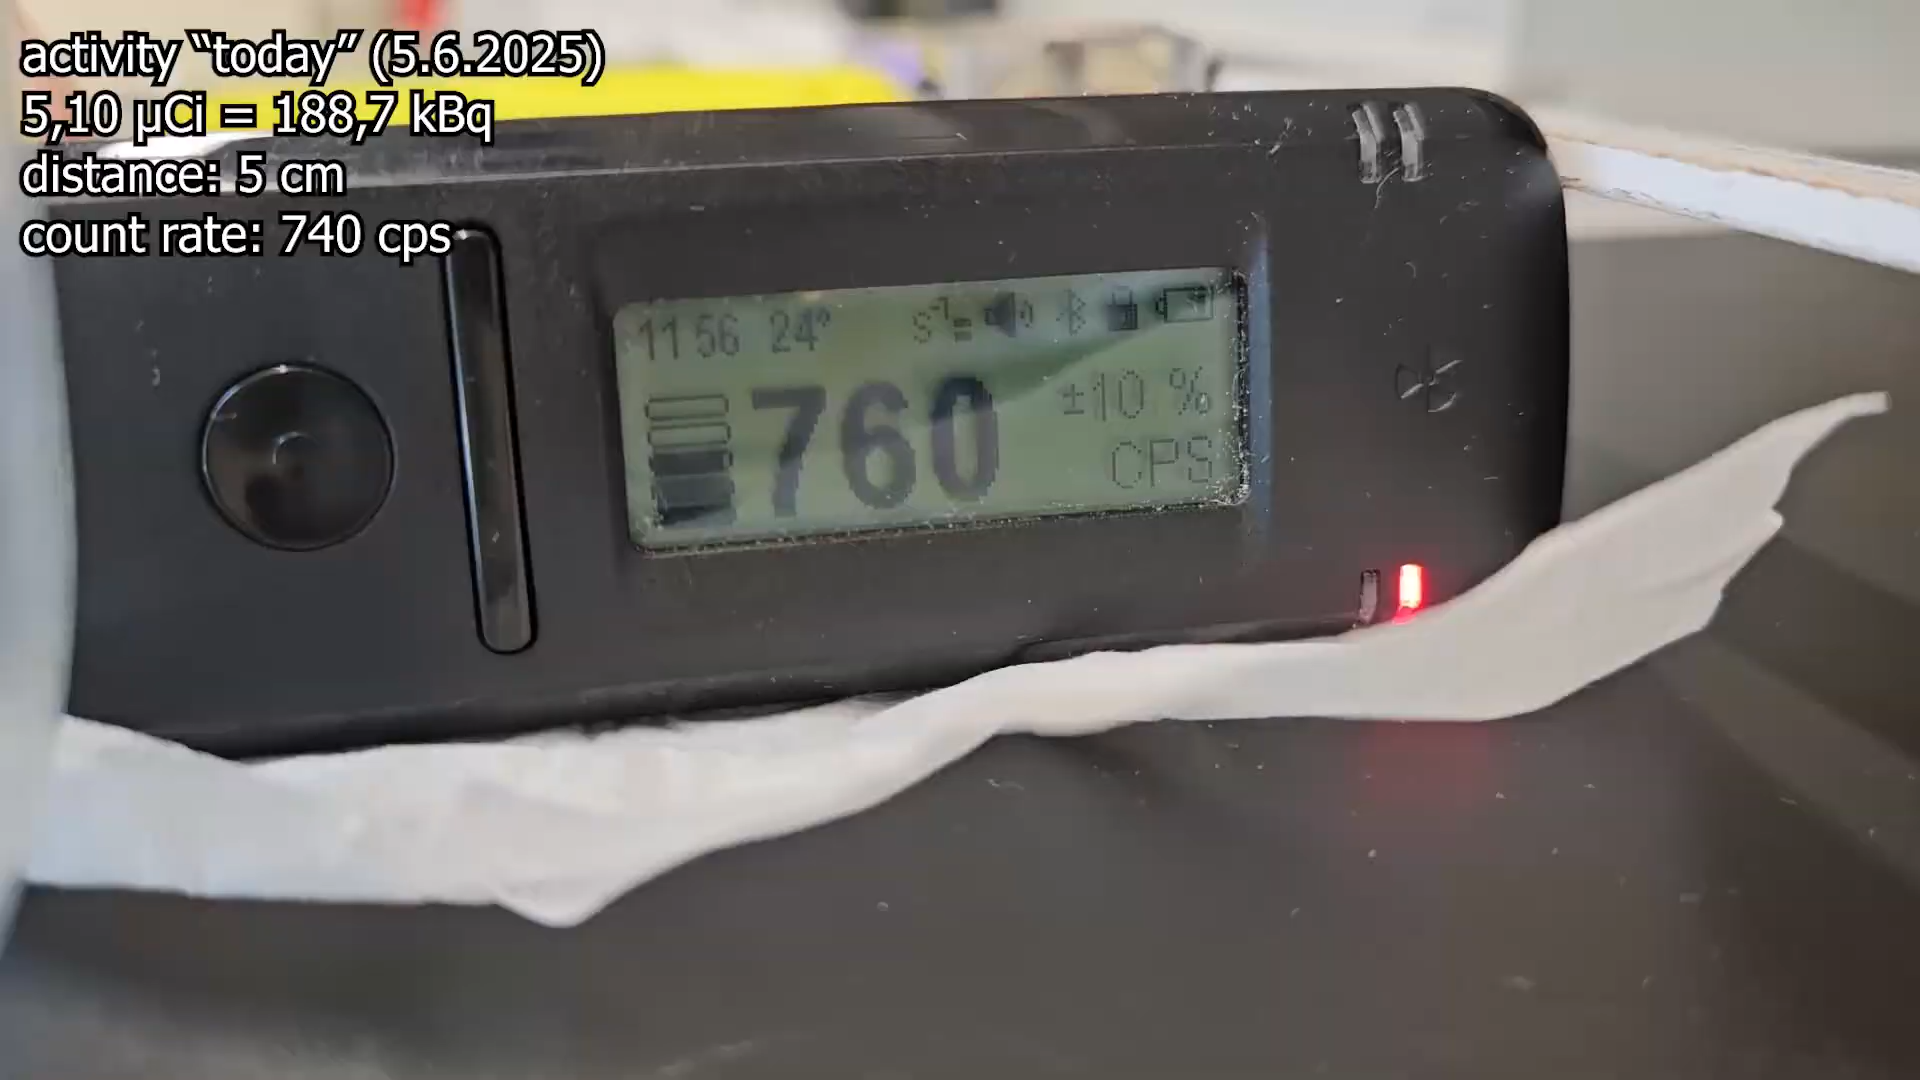 activity “today” (5.6.2025)
5,10 µCi = 188,7 kBq
distance: 5 cm
count rate: 740 cps
11 56 24°
S⁻¹
760
±10 %
CPS